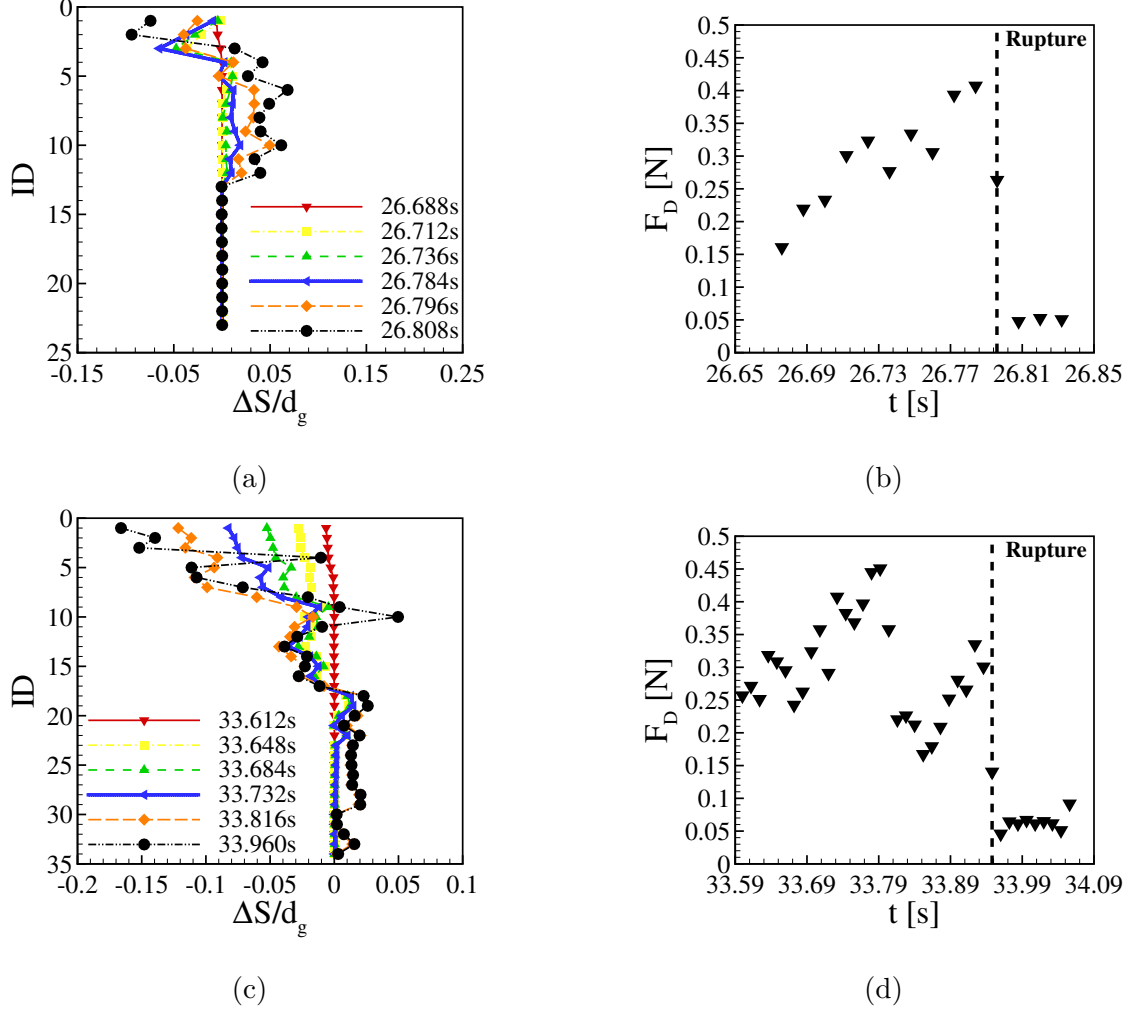 0
5
10
15
20
25
ID
-0.15
-0.05
0.05
0.15
0.25
ΔS/d_g
26.688s
26.712s
26.736s
26.784s
26.796s
26.808s
(a)
0.5
0.45
0.4
0.35
0.3
0.25
0.2
0.15
0.1
0.05
0
F_D [N]
Rupture
26.65
26.69
26.73
26.77
26.81
26.85
t [s]
(b)
0
5
10
15
20
25
30
35
ID
-0.2
-0.15
-0.1
-0.05
0
0.05
0.1
ΔS/d_g
33.612s
33.648s
33.684s
33.732s
33.816s
33.960s
(c)
0.5
0.45
0.4
0.35
0.3
0.25
0.2
0.15
0.1
0.05
0
F_D [N]
Rupture
33.59
33.69
33.79
33.89
33.99
34.09
t [s]
(d)